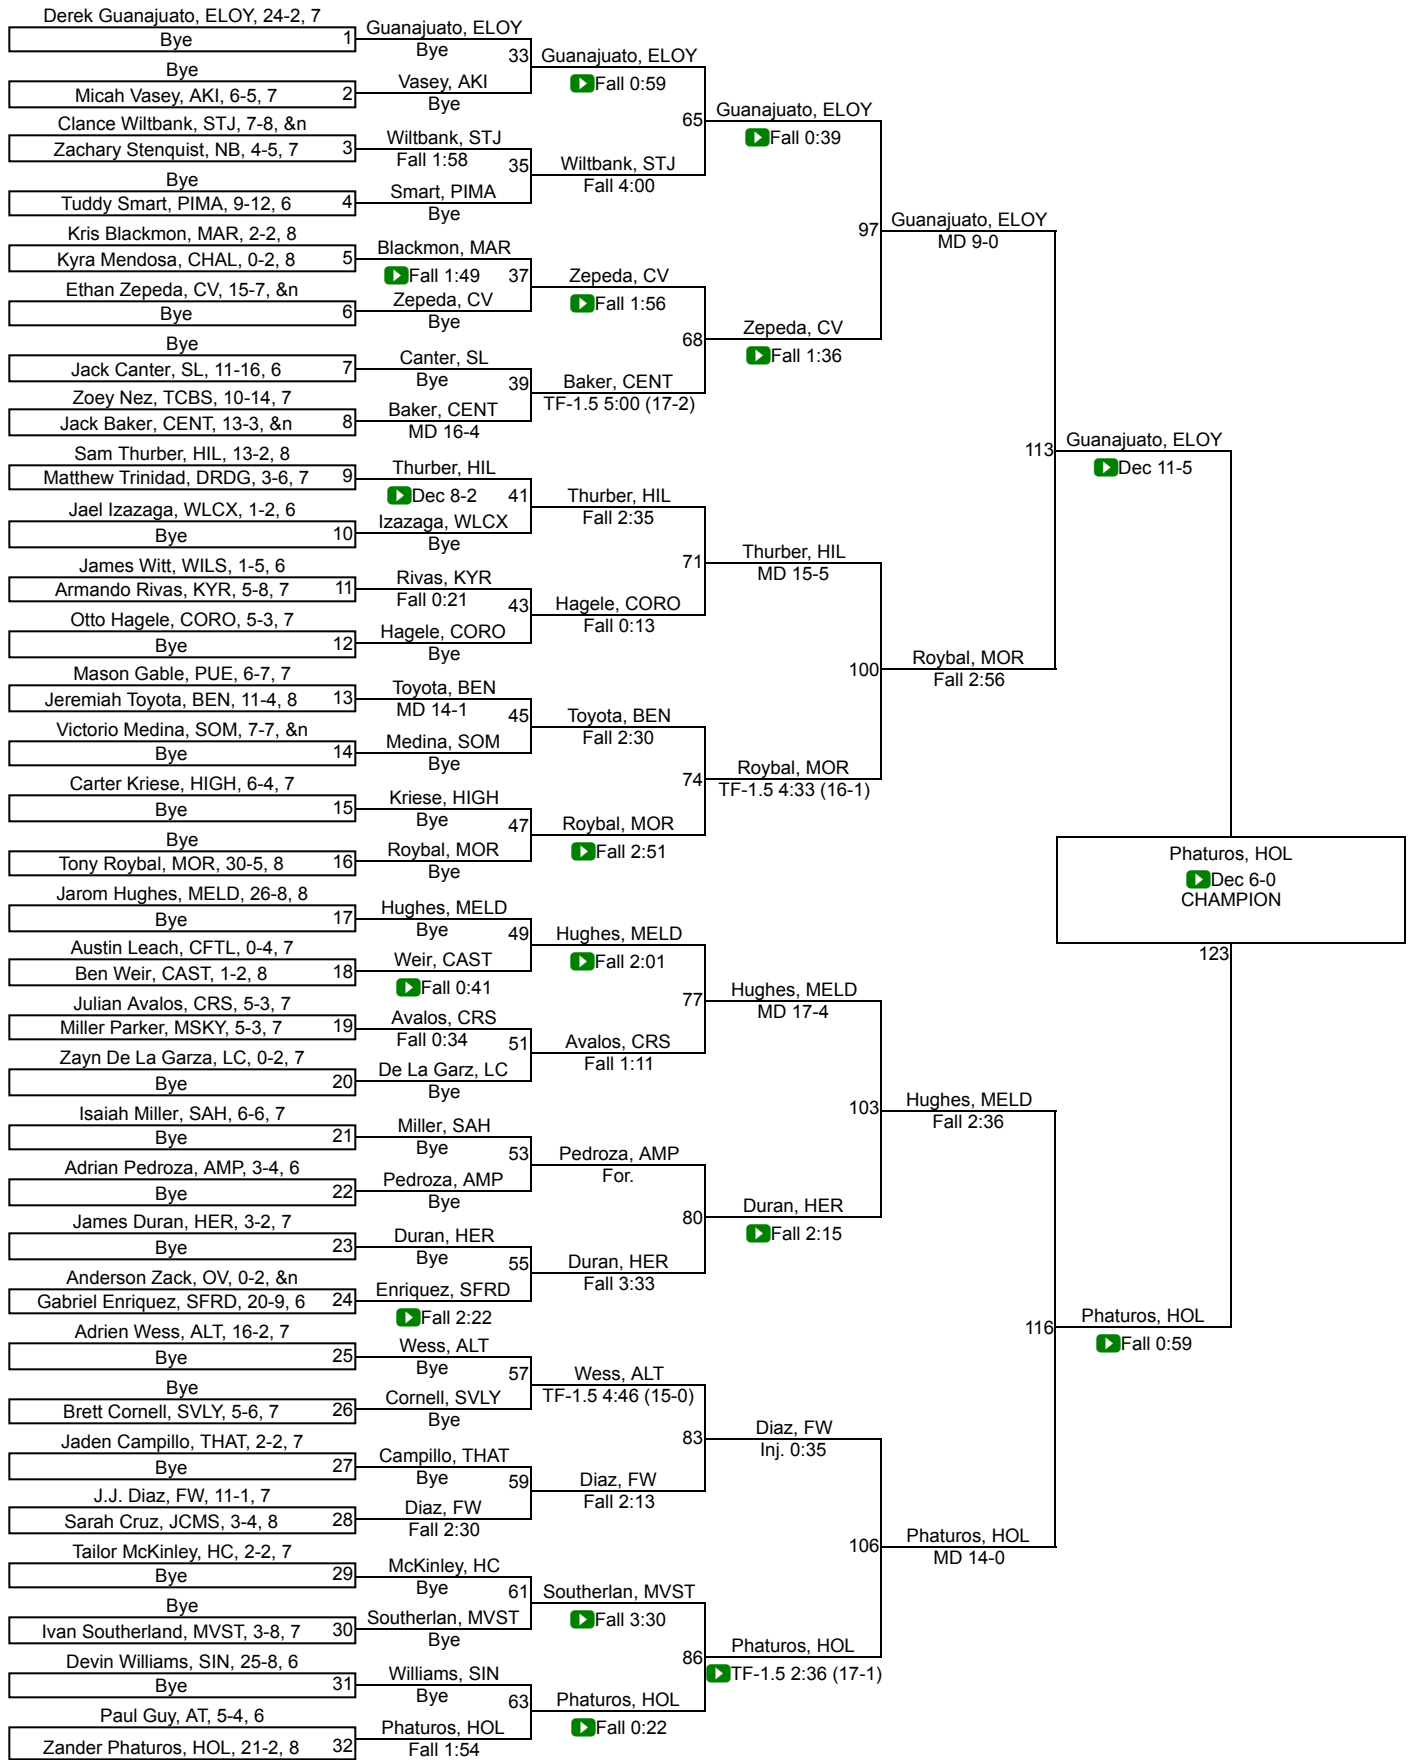 Derek Guanajuato, ELOY, 24-2, 7
Bye
1
Bye
Micah Vasey, AKI, 6-5, 7
2
Clance Wiltbank, STJ, 7-8, &n
Zachary Stenquist, NB, 4-5, 7
3
Bye
Tuddy Smart, PIMA, 9-12, 6
4
Kris Blackmon, MAR, 2-2, 8
Kyra Mendosa, CHAL, 0-2, 8
5
Ethan Zepeda, CV, 15-7, &n
Bye
6
Bye
Jack Canter, SL, 11-16, 6
7
Zoey Nez, TCBS, 10-14, 7
Jack Baker, CENT, 13-3, &n
8
Sam Thurber, HIL, 13-2, 8
Matthew Trinidad, DRDG, 3-6, 7
9
Jael Izazaga, WLCX, 1-2, 6
Bye
10
James Witt, WILS, 1-5, 6
Armando Rivas, KYR, 5-8, 7
11
Otto Hagele, CORO, 5-3, 7
Bye
12
Mason Gable, PUE, 6-7, 7
Jeremiah Toyota, BEN, 11-4, 8
13
Victorio Medina, SOM, 7-7, &n
Bye
14
Carter Kriese, HIGH, 6-4, 7
Bye
15
Bye
Tony Roybal, MOR, 30-5, 8
16
Jarom Hughes, MELD, 26-8, 8
Bye
17
Austin Leach, CFTL, 0-4, 7
Ben Weir, CAST, 1-2, 8
18
Julian Avalos, CRS, 5-3, 7
Miller Parker, MSKY, 5-3, 7
19
Zayn De La Garza, LC, 0-2, 7
Bye
20
Isaiah Miller, SAH, 6-6, 7
Bye
21
Adrian Pedroza, AMP, 3-4, 6
Bye
22
James Duran, HER, 3-2, 7
Bye
23
Anderson Zack, OV, 0-2, &n
Gabriel Enriquez, SFRD, 20-9, 6
24
Adrien Wess, ALT, 16-2, 7
Bye
25
Bye
Brett Cornell, SVLY, 5-6, 7
26
Jaden Campillo, THAT, 2-2, 7
Bye
27
J.J. Diaz, FW, 11-1, 7
Sarah Cruz, JCMS, 3-4, 8
28
Tailor McKinley, HC, 2-2, 7
Bye
29
Bye
Ivan Southerland, MVST, 3-8, 7
30
Devin Williams, SIN, 25-8, 6
Bye
31
Paul Guy, AT, 5-4, 6
Zander Phaturos, HOL, 21-2, 8
32
Guanajuato, ELOY
Bye
33
Vasey, AKI
Bye
Wiltbank, STJ
Fall 1:58
35
Smart, PIMA
Bye
Blackmon, MAR
Fall 1:49
37
Zepeda, CV
Bye
Canter, SL
Bye
39
Baker, CENT
MD 16-4
Thurber, HIL
Dec 8-2
41
Izazaga, WLCX
Bye
Rivas, KYR
Fall 0:21
43
Hagele, CORO
Bye
Toyota, BEN
MD 14-1
45
Medina, SOM
Bye
Kriese, HIGH
Bye
47
Roybal, MOR
Bye
Hughes, MELD
Bye
49
Weir, CAST
Fall 0:41
Avalos, CRS
Fall 0:34
51
De La Garz, LC
Bye
Miller, SAH
Bye
53
Pedroza, AMP
Bye
Duran, HER
Bye
55
Enriquez, SFRD
Fall 2:22
Wess, ALT
Bye
57
Cornell, SVLY
Bye
Campillo, THAT
Bye
59
Diaz, FW
Fall 2:30
McKinley, HC
Bye
61
Southerlan, MVST
Bye
Williams, SIN
Bye
63
Phaturos, HOL
Fall 1:54
Guanajuato, ELOY
Fall 0:59
65
Wiltbank, STJ
Fall 4:00
Zepeda, CV
Fall 1:56
68
Baker, CENT
TF-1.5 5:00 (17-2)
Thurber, HIL
Fall 2:35
71
Hagele, CORO
Fall 0:13
Toyota, BEN
Fall 2:30
74
Roybal, MOR
Fall 2:51
Hughes, MELD
Fall 2:01
77
Avalos, CRS
Fall 1:11
Pedroza, AMP
For.
80
Duran, HER
Fall 3:33
Wess, ALT
TF-1.5 4:46 (15-0)
83
Diaz, FW
Fall 2:13
Southerlan, MVST
Fall 3:30
86
Phaturos, HOL
Fall 0:22
Guanajuato, ELOY
Fall 0:39
97
Zepeda, CV
Fall 1:36
Thurber, HIL
MD 15-5
100
Roybal, MOR
TF-1.5 4:33 (16-1)
Hughes, MELD
MD 17-4
103
Duran, HER
Fall 2:15
Diaz, FW
Inj. 0:35
106
Phaturos, HOL
TF-1.5 2:36 (17-1)
Guanajuato, ELOY
MD 9-0
113
Roybal, MOR
Fall 2:56
Hughes, MELD
Fall 2:36
116
Phaturos, HOL
MD 14-0
Guanajuato, ELOY
Dec 11-5
Phaturos, HOL
Fall 0:59
Phaturos, HOL
Dec 6-0
CHAMPION
123